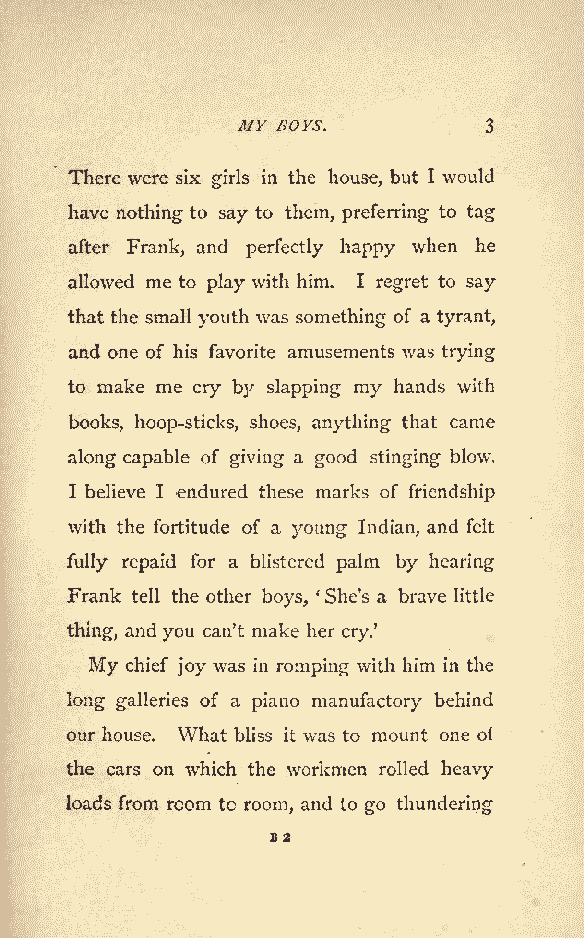 MY BOYS. 3
There were six girls in the house, but I would
have nothing to say to them, preferring to tag
after Frank, and perfectly happy when he
allowed me to play with him. I regret to say
that the small youth was something of a tyrant,
and one of his favorite amusements was trying
to make me cry by slapping my hands with
books, hoop-sticks, shoes, anything that came
along capable of giving a good stinging blow.
I believe I endured these marks of friendship
with the fortitude of a young Indian, and felt
fully repaid for a blistered palm by hearing
Frank tell the other boys, ‘She’s a brave little
thing, and you can’t make her cry.’
My chief joy was in romping with him in the
long galleries of a piano manufactory behind
our house. What bliss it was to mount one of
the cars on which the workmen rolled heavy
loads from room to room, and to go thundering
B 2